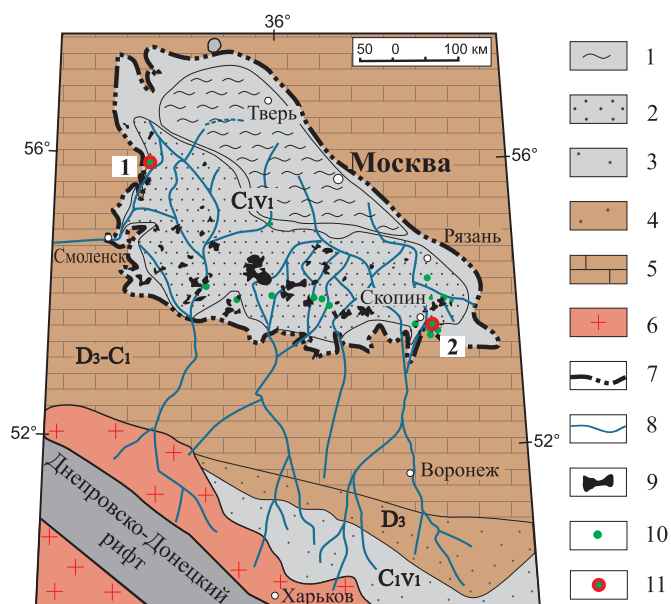 36°
50 0 100 км
Тверь
56°
56°
1
Москва
C₁V₁
Рязань
Смоленск
Скопин
2
D₃-C₁
52°
52°
Воронеж
Днепровско-Донецкий
рифт
D₃
C₁V₁
Харьков
1
2
3
4
5
6
7
8
9
10
11